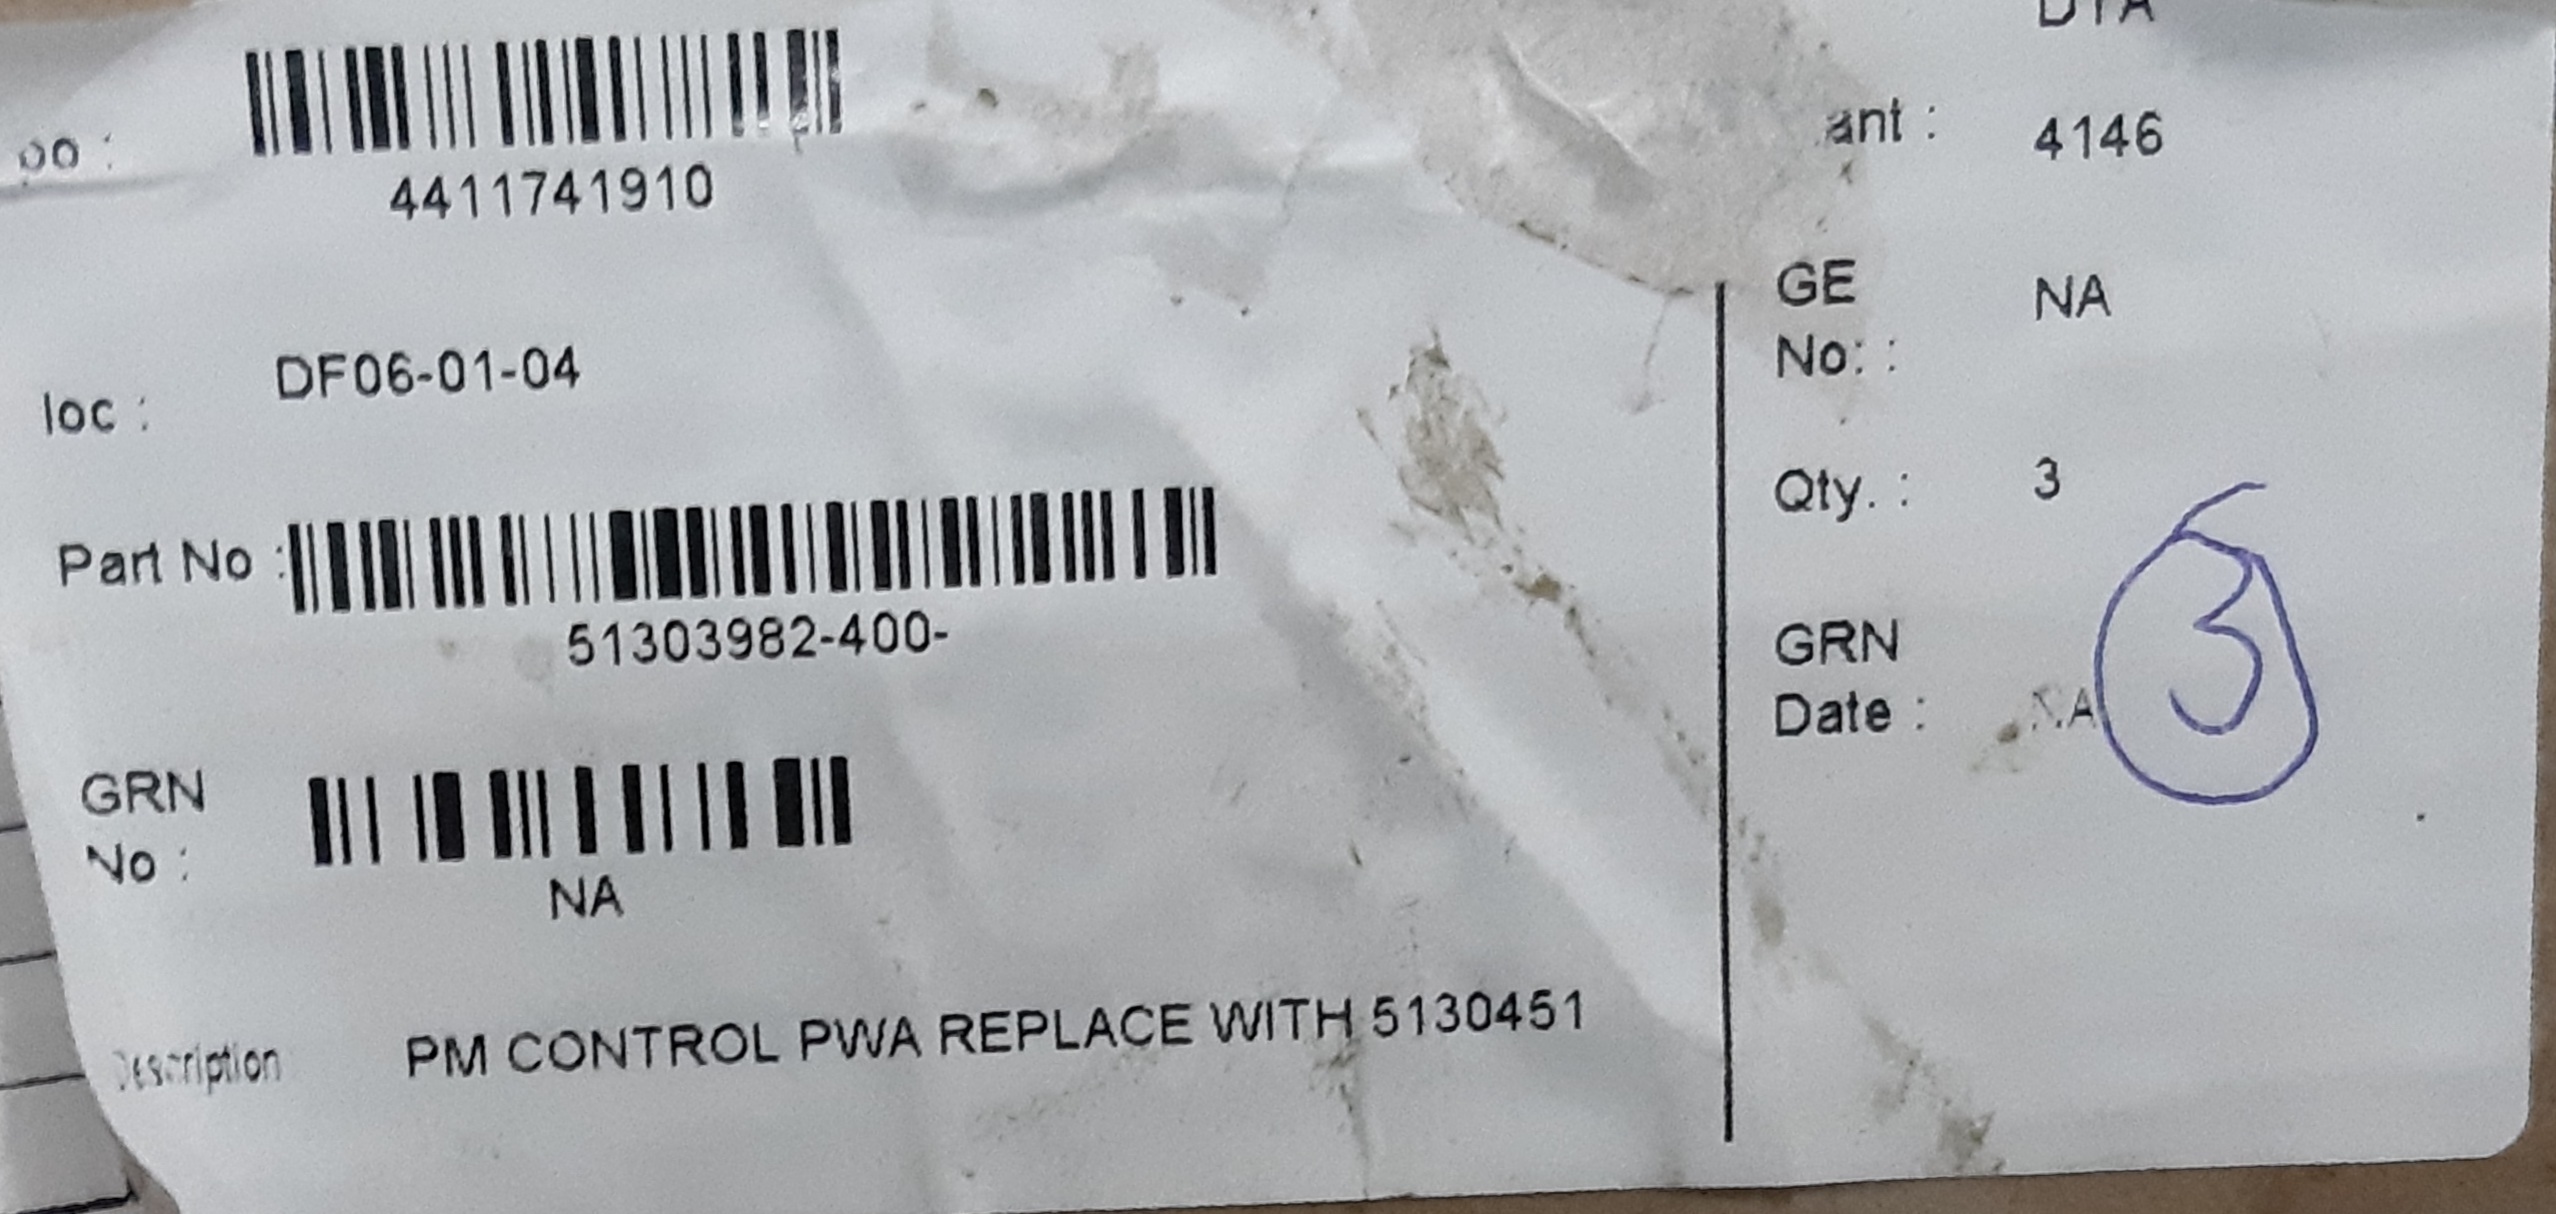 DTA
po :
4411741910
ant :
4146
loc :
DF06-01-04
GE
No: :
NA
Part No :
51303982-400-
Qty. :
3
GRN
No :
NA
GRN
Date :
NA
3
Description
PM CONTROL PWA REPLACE WITH 5130451